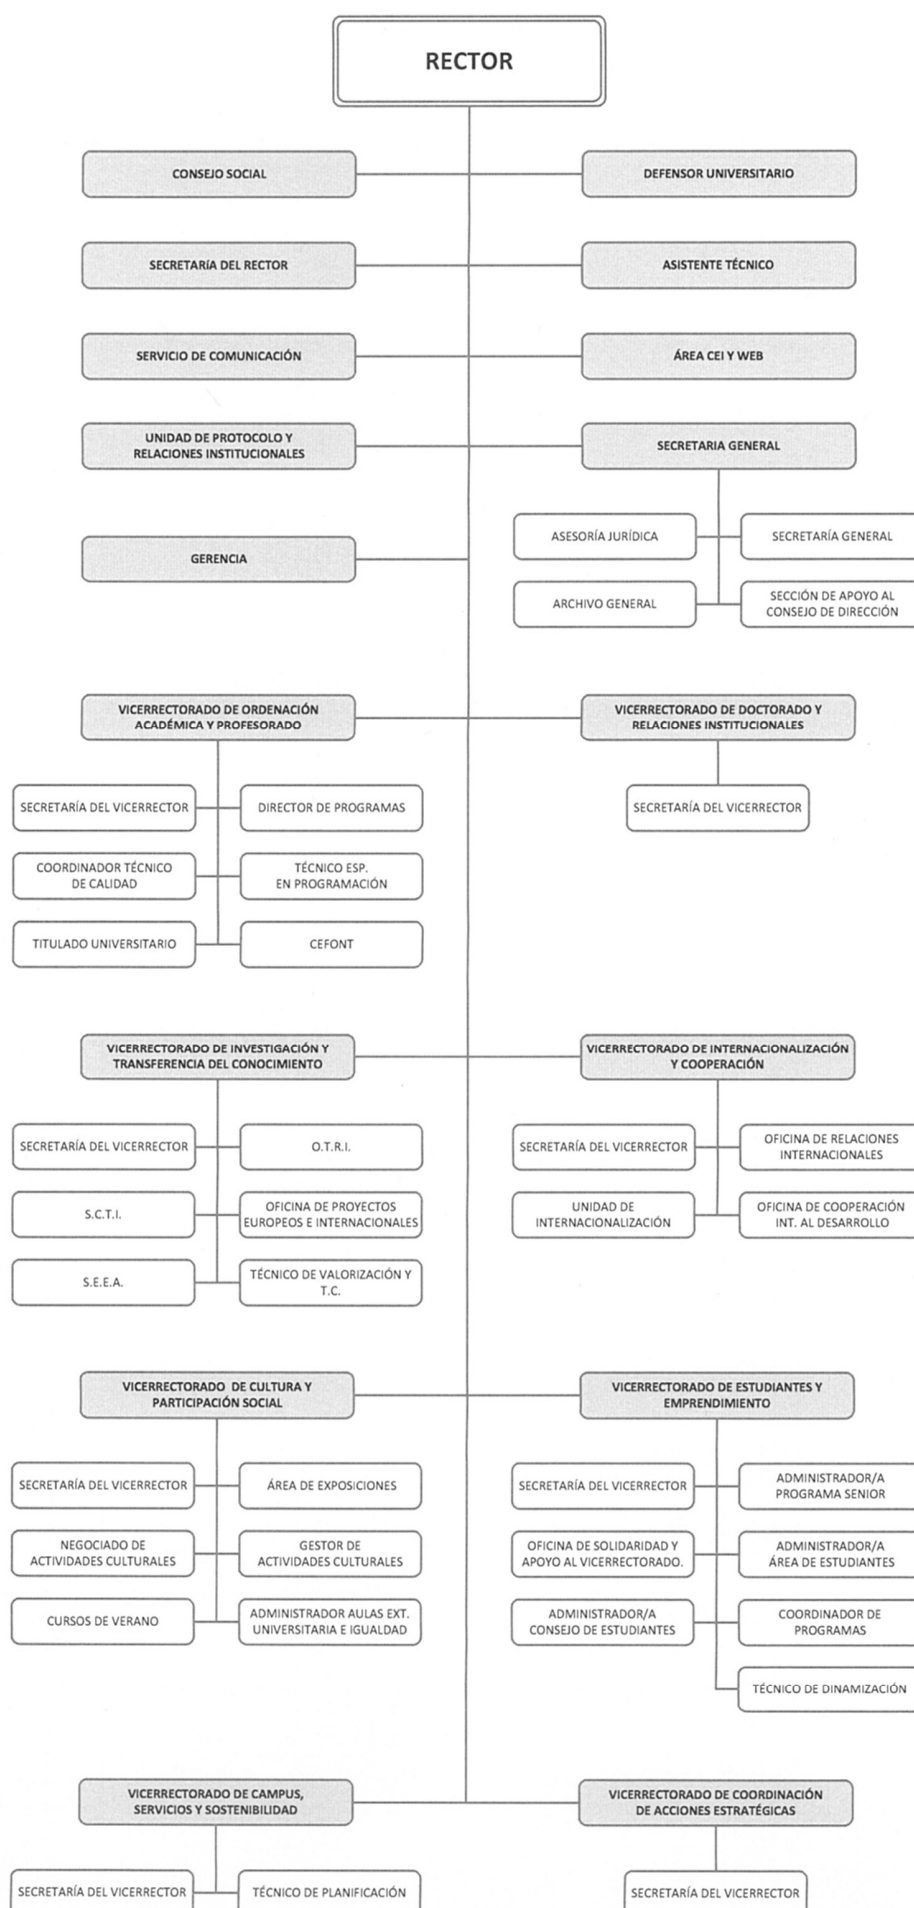 RECTOR
CONSEJO SOCIAL
DEFENSOR UNIVERSITARIO
SECRETARÍA DEL RECTOR
ASISTENTE TÉCNICO
SERVICIO DE COMUNICACIÓN
ÁREA CEI Y WEB
UNIDAD DE PROTOCOLO Y
RELACIONES INSTITUCIONALES
SECRETARIA GENERAL
ASESORÍA JURÍDICA
SECRETARÍA GENERAL
GERENCIA
ARCHIVO GENERAL
SECCIÓN DE APOYO AL
CONSEJO DE DIRECCIÓN
VICERRECTORADO DE ORDENACIÓN
ACADÉMICA Y PROFESORADO
VICERRECTORADO DE DOCTORADO Y
RELACIONES INSTITUCIONALES
SECRETARÍA DEL VICERRECTOR
DIRECTOR DE PROGRAMAS
SECRETARÍA DEL VICERRECTOR
COORDINADOR TÉCNICO
DE CALIDAD
TÉCNICO ESP.
EN PROGRAMACIÓN
TITULADO UNIVERSITARIO
CEFONT
VICERRECTORADO DE INVESTIGACIÓN Y
TRANSFERENCIA DEL CONOCIMIENTO
VICERRECTORADO DE INTERNACIONALIZACIÓN
Y COOPERACIÓN
SECRETARÍA DEL VICERRECTOR
O.T.R.I.
SECRETARÍA DEL VICERRECTOR
OFICINA DE RELACIONES
INTERNACIONALES
S.C.T.I.
OFICINA DE PROYECTOS
EUROPEOS E INTERNACIONALES
UNIDAD DE
INTERNACIONALIZACIÓN
OFICINA DE COOPERACIÓN
INT. AL DESARROLLO
S.E.E.A.
TÉCNICO DE VALORIZACIÓN Y
T.C.
VICERRECTORADO DE CULTURA Y
PARTICIPACIÓN SOCIAL
VICERRECTORADO DE ESTUDIANTES Y
EMPRENDIMIENTO
SECRETARÍA DEL VICERRECTOR
ÁREA DE EXPOSICIONES
SECRETARÍA DEL VICERRECTOR
ADMINISTRADOR/A
PROGRAMA SENIOR
NEGOCIADO DE
ACTIVIDADES CULTURALES
GESTOR DE
ACTIVIDADES CULTURALES
OFICINA DE SOLIDARIDAD Y
APOYO AL VICERRECTORADO.
ADMINISTRADOR/A
ÁREA DE ESTUDIANTES
CURSOS DE VERANO
ADMINISTRADOR AULAS EXT.
UNIVERSITARIA E IGUALDAD
ADMINISTRADOR/A
CONSEJO DE ESTUDIANTES
COORDINADOR DE
PROGRAMAS
TÉCNICO DE DINAMIZACIÓN
VICERRECTORADO DE CAMPUS,
SERVICIOS Y SOSTENIBILIDAD
VICERRECTORADO DE COORDINACIÓN
DE ACCIONES ESTRATÉGICAS
SECRETARÍA DEL VICERRECTOR
TÉCNICO DE PLANIFICACIÓN
SECRETARÍA DEL VICERRECTOR